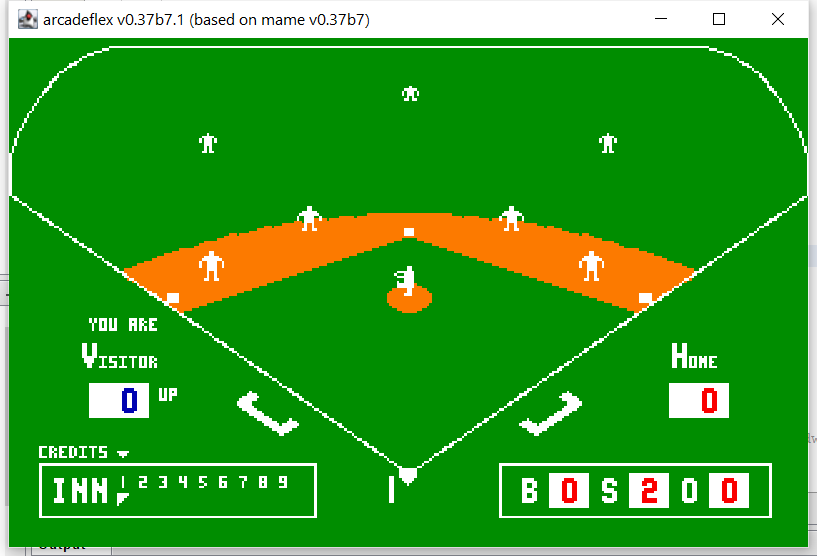 arcadeflex v0.37b7.1 (based on mame v0.37b7)
YOU ARE
VISITOR
HOME
0 UP
0
CREDITS
INN 1 2 3 4 5 6 7 8 9
B 0 S 2 O 0
Output